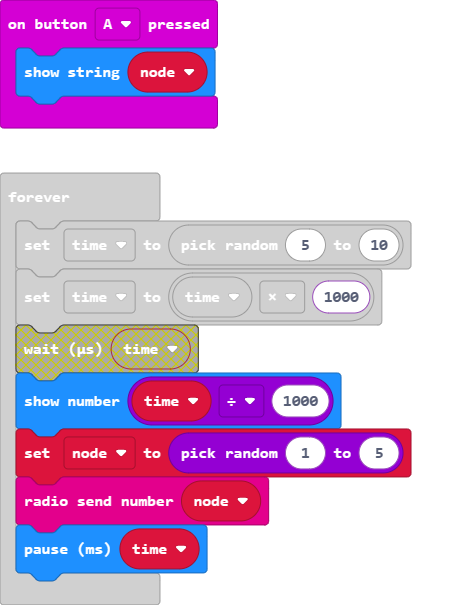 on button A pressed
show string node
forever
set time to pick random 5 to 10
set time to time × 1000
wait (µs) time
show number time ÷ 1000
set node to pick random 1 to 5
radio send number node
pause (ms) time